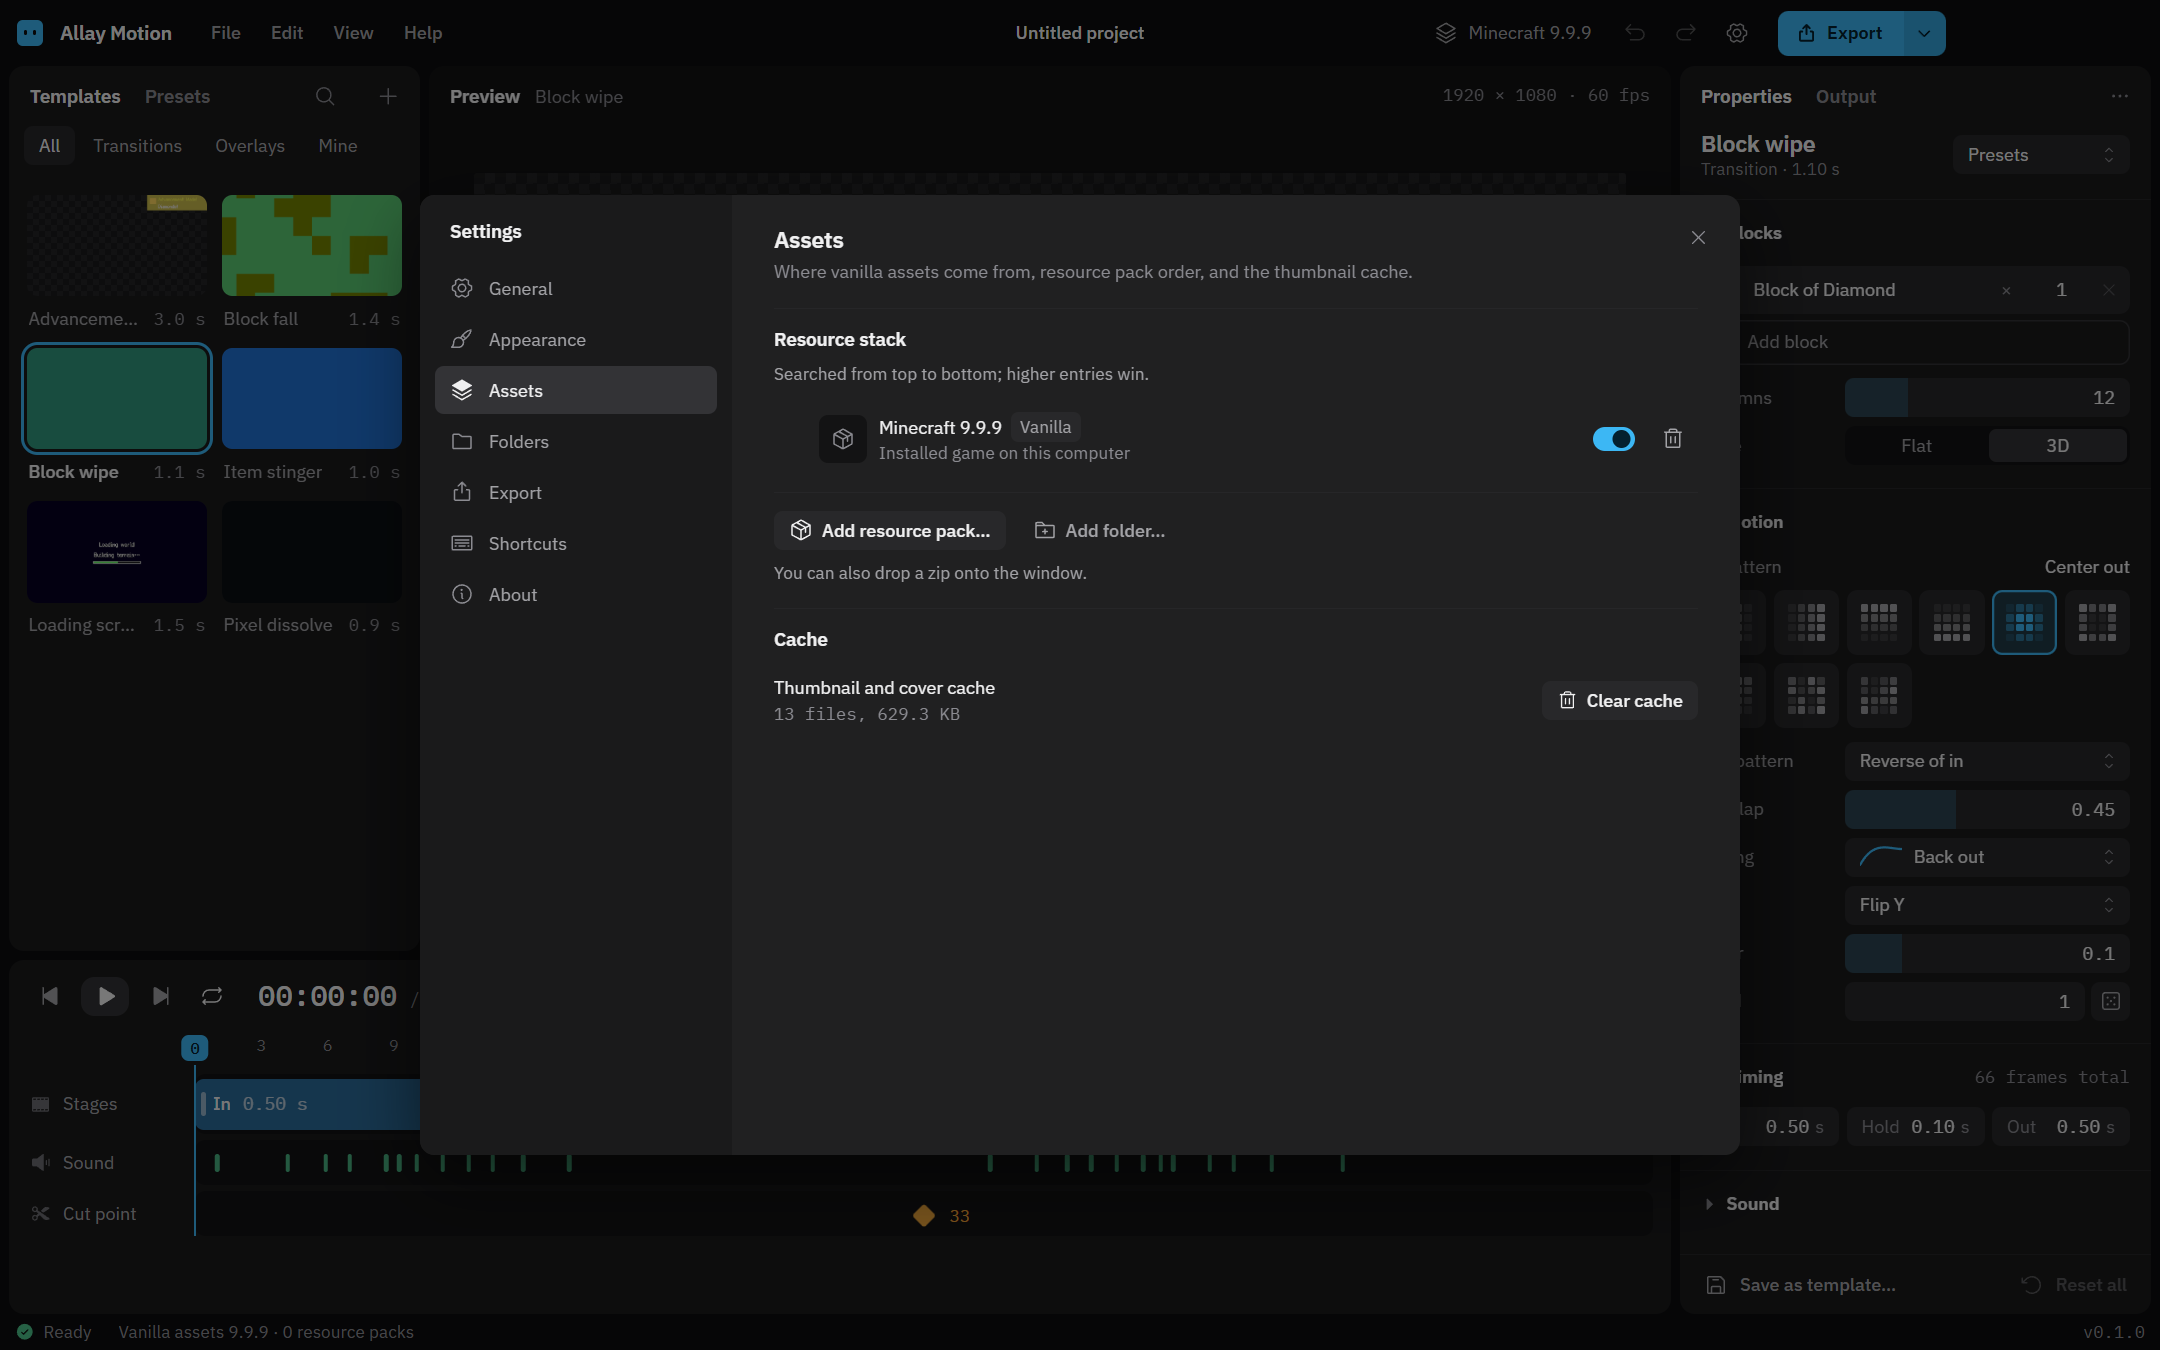 Allay Motion File Edit View Help
Untitled project
Minecraft 9.9.9
Export
Templates Presets
All Transitions Overlays Mine
Advanceme... 3.0 s
Block fall 1.4 s
Block wipe 1.1 s
Item stinger 1.0 s
Loading world
Building terrain
Loading scr... 1.5 s
Pixel dissolve 0.9 s
Preview Block wipe
1920 × 1080 · 60 fps
Settings
General
Appearance
Assets
Folders
Export
Shortcuts
About
Assets
Where vanilla assets come from, resource pack order, and the thumbnail cache.
Resource stack
Searched from top to bottom; higher entries win.
Minecraft 9.9.9 Vanilla
Installed game on this computer
Add resource pack...
Add folder...
You can also drop a zip onto the window.
Cache
Thumbnail and cover cache
13 files, 629.3 KB
Clear cache
Properties Output
Block wipe
Transition · 1.10 s
Presets
locks
Block of Diamond × 1
Add block
mns 12
Flat 3D
otion
ttern Center out
pattern Reverse of in
lap 0.45
ng Back out
Flip Y
r 0.1
1
iming 66 frames total
0.50 s
Hold 0.10 s
Out 0.50 s
Sound
Save as template...
Reset all
00:00:00 /
0 3 6 9
Stages In 0.50 s
Sound
Cut point 33
Ready Vanilla assets 9.9.9 · 0 resource packs
v0.1.0